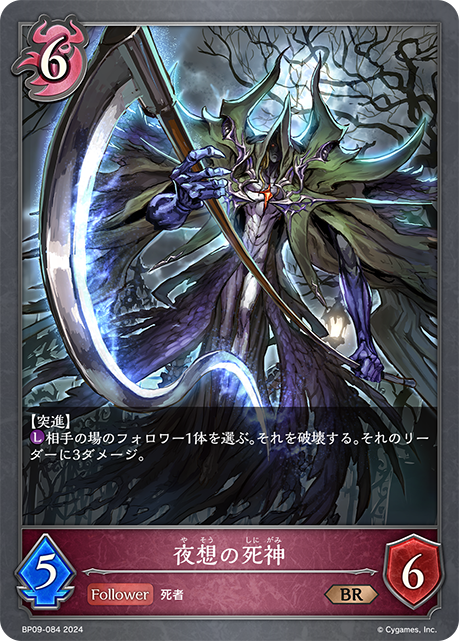 6
【突進】
L 相手の場のフォロワー1体を選ぶ。それを破壊する。それのリー
ダーに3ダメージ。
やそう しにがみ
夜想の死神
5
Follower 死者
BR
6
BP09-084 2024
© Cygames, Inc.